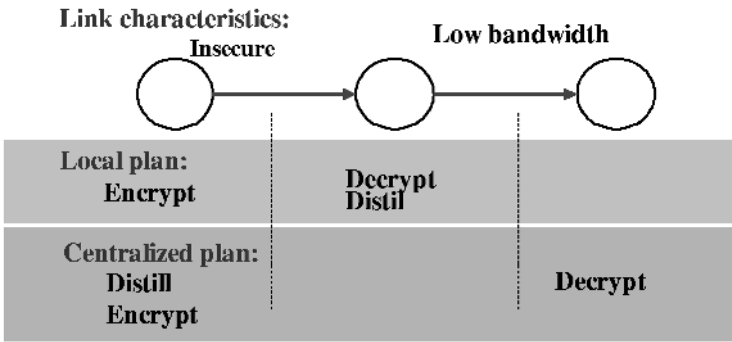 Link characteristics:
Insecure
Low bandwidth
Local plan:
Encrypt
Decrypt
Distil
Centralized plan:
Distill
Encrypt
Decrypt